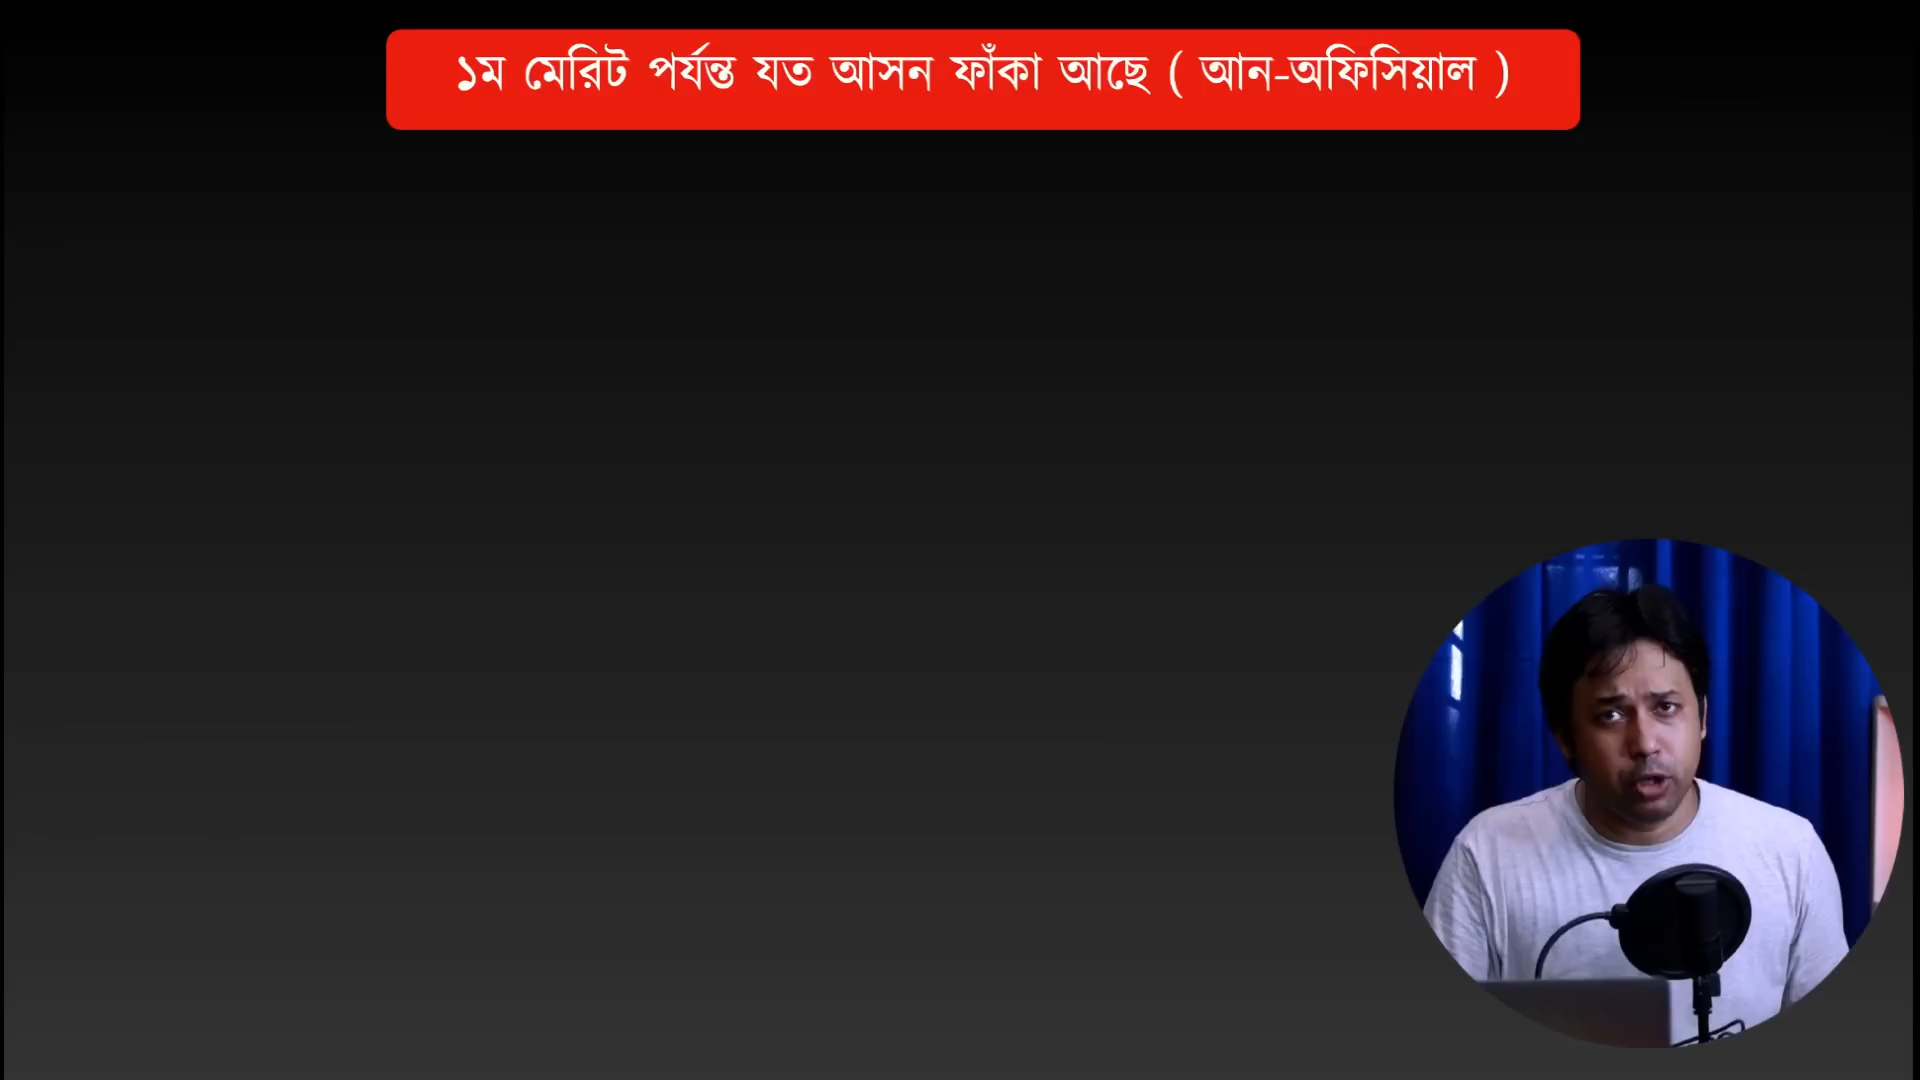 ১ম মেরিট পর্যন্ত যত আসন ফাঁকা আছে ( আন-অফিসিয়াল )